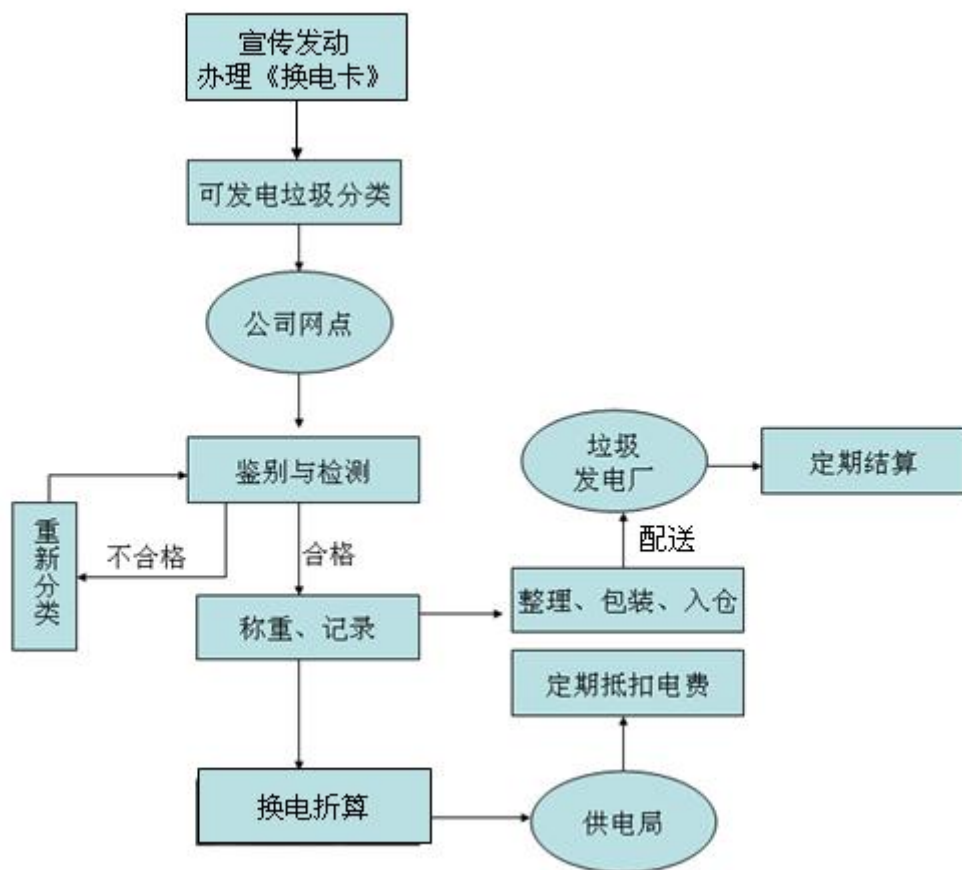 宣传发动
办理《换电卡》
可发电垃圾分类
公司网点
鉴别与检测
不合格
合格
重新分类
称重、记录
换电折算
垃圾
发电厂
定期结算
配送
整理、包装、入仓
定期抵扣电费
供电局